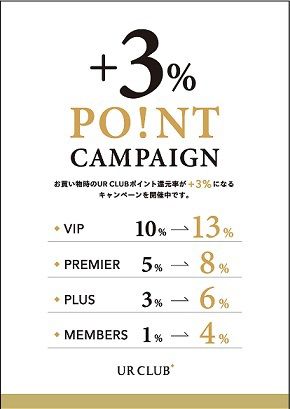 +3%
PO!NT
CAMPAIGN
お買い物時のUR CLUBポイント還元率が+3%になる
キャンペーンを開催中です。
VIP 10% → 13%
PREMIER 5% → 8%
PLUS 3% → 6%
MEMBERS 1% → 4%
UR CLUB